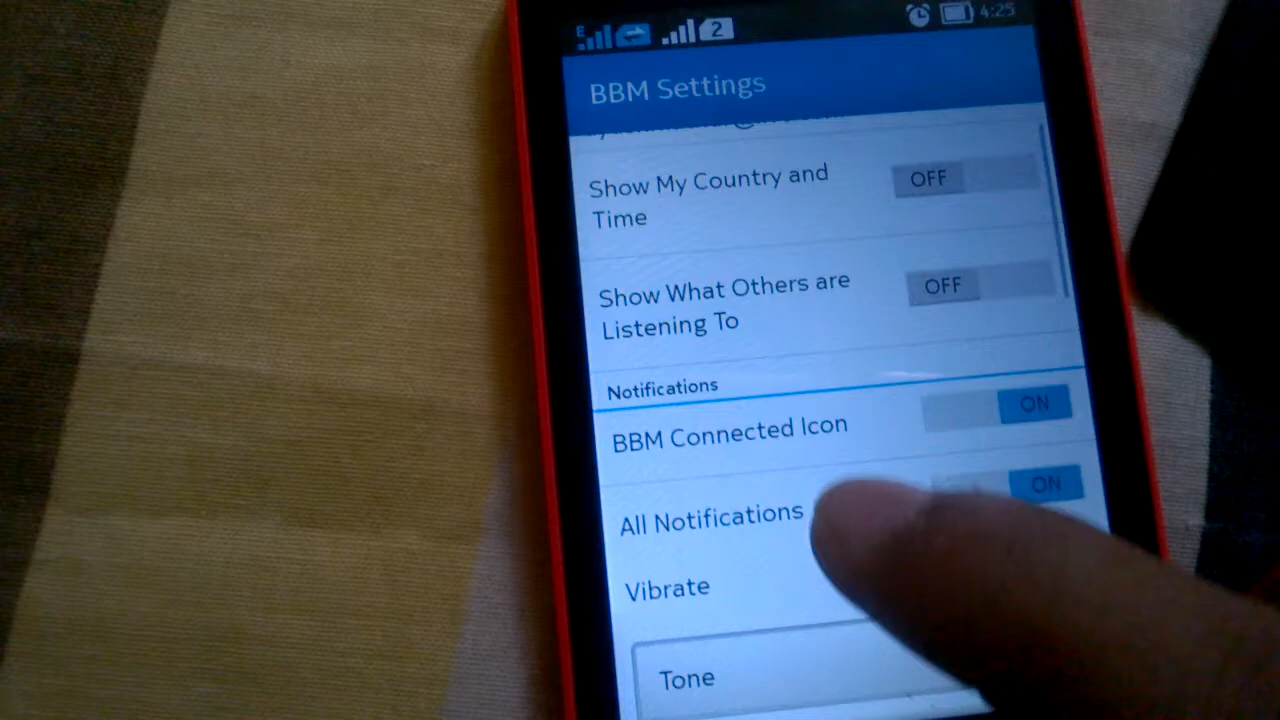 E 2 4:25
BBM Settings
Show My Country and
Time
OFF
Show What Others are
Listening To
OFF
Notifications
BBM Connected Icon
ON
All Notifications
ON
Vibrate
Tone